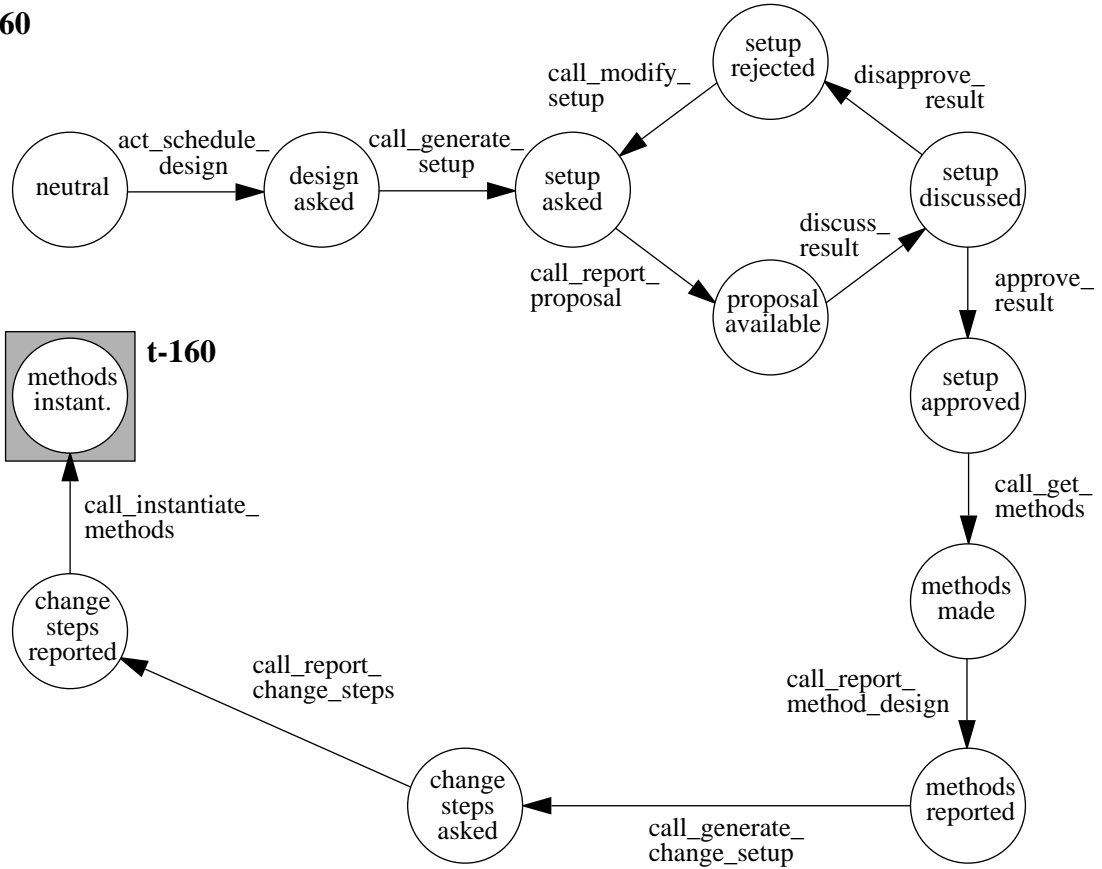 60
setup
rejected
call_modify_
setup
disapprove_
result
act_schedule_
design
call_generate_
setup
neutral
design
asked
setup
asked
setup
discussed
discuss_
result
call_report_
proposal
proposal
available
approve_
result
t-160
methods
instant.
setup
approved
call_instantiate_
methods
call_get_
methods
change
steps
reported
methods
made
call_report_
change_steps
call_report_
method_design
change
steps
asked
methods
reported
call_generate_
change_setup